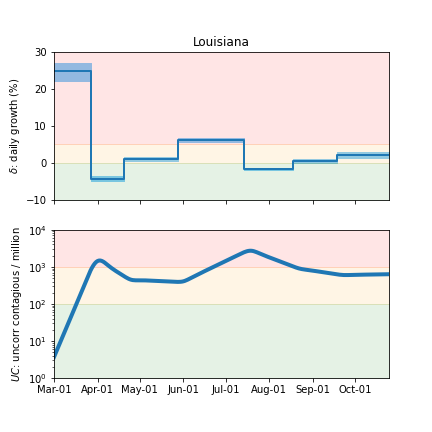 Louisiana
δ: daily growth (%)
30
20
10
0
−10
UC: uncorr contagious / million
10⁴
10³
10²
10¹
10⁰
Mar-01 Apr-01 May-01 Jun-01 Jul-01 Aug-01 Sep-01 Oct-01